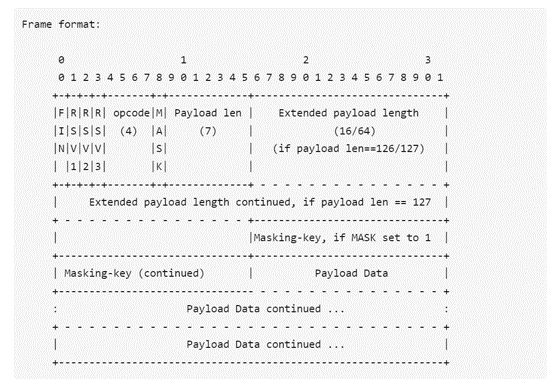 Frame format:
0                   1                   2                   3
0 1 2 3 4 5 6 7 8 9 0 1 2 3 4 5 6 7 8 9 0 1 2 3 4 5 6 7 8 9 0 1
+-+-+-+-+-------+-+-------------+-------------------------------+
|F|R|R|R| opcode|M| Payload len |    Extended payload length    |
|I|S|S|S|  (4)  |A|     (7)     |             (16/64)           |
|N|V|V|V|       |S|             |   (if payload len==126/127)   |
| |1|2|3|       |K|             |                               |
+-+-+-+-+-------+-+-------------+ - - - - - - - - - - - - - - - +
|     Extended payload length continued, if payload len == 127  |
+ - - - - - - - - - - - - - - - +-------------------------------+
|                               |Masking-key, if MASK set to 1  |
+-------------------------------+-------------------------------+
| Masking-key (continued)       |          Payload Data         |
+-------------------------------- - - - - - - - - - - - - - - - +
:                     Payload Data continued ...                :
+ - - - - - - - - - - - - - - - - - - - - - - - - - - - - - - - +
|                     Payload Data continued ...                |
+---------------------------------------------------------------+